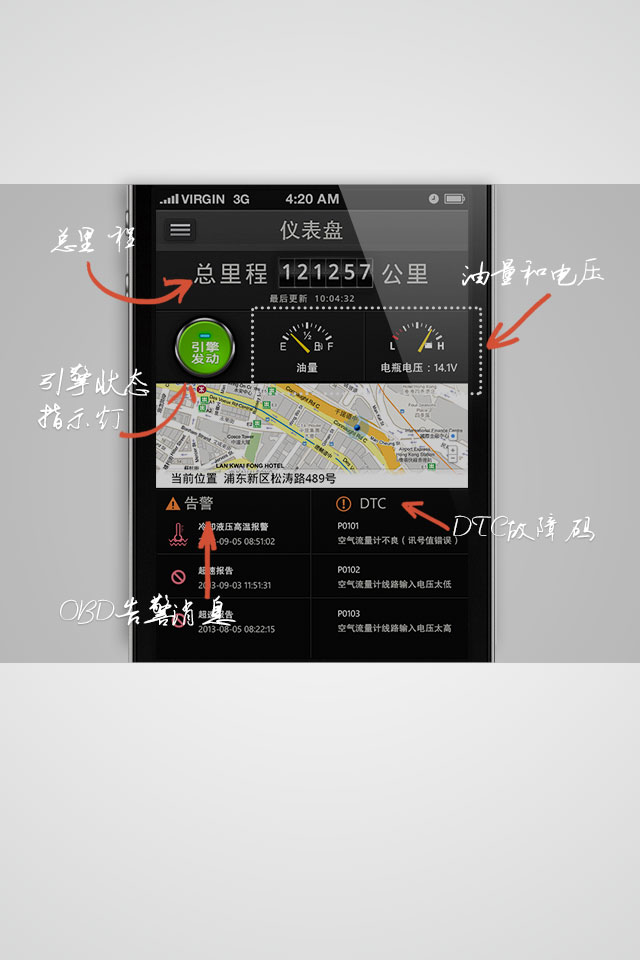 VIRGIN 3G 4:20 AM
仪表盘
总里程
总里程 121257 公里
最后更新 10:04:32
油量和电压
引擎发动
E ½ F
油量
L H
电瓶电压：14.1V
引擎状态
指示灯
LAN KWAI FONG HOTEL
当前位置 浦东新区松涛路489号
告警
冷却液压高温报警
2013-09-05 08:51:02
超速报告
2013-09-03 11:51:31
超速报告
2013-08-05 08:22:15
OBD告警消息
DTC
P0101
空气流量计不良（讯号值错误）
P0102
空气流量计线路输入电压太低
P0103
空气流量计线路输入电压太高
DTC故障码